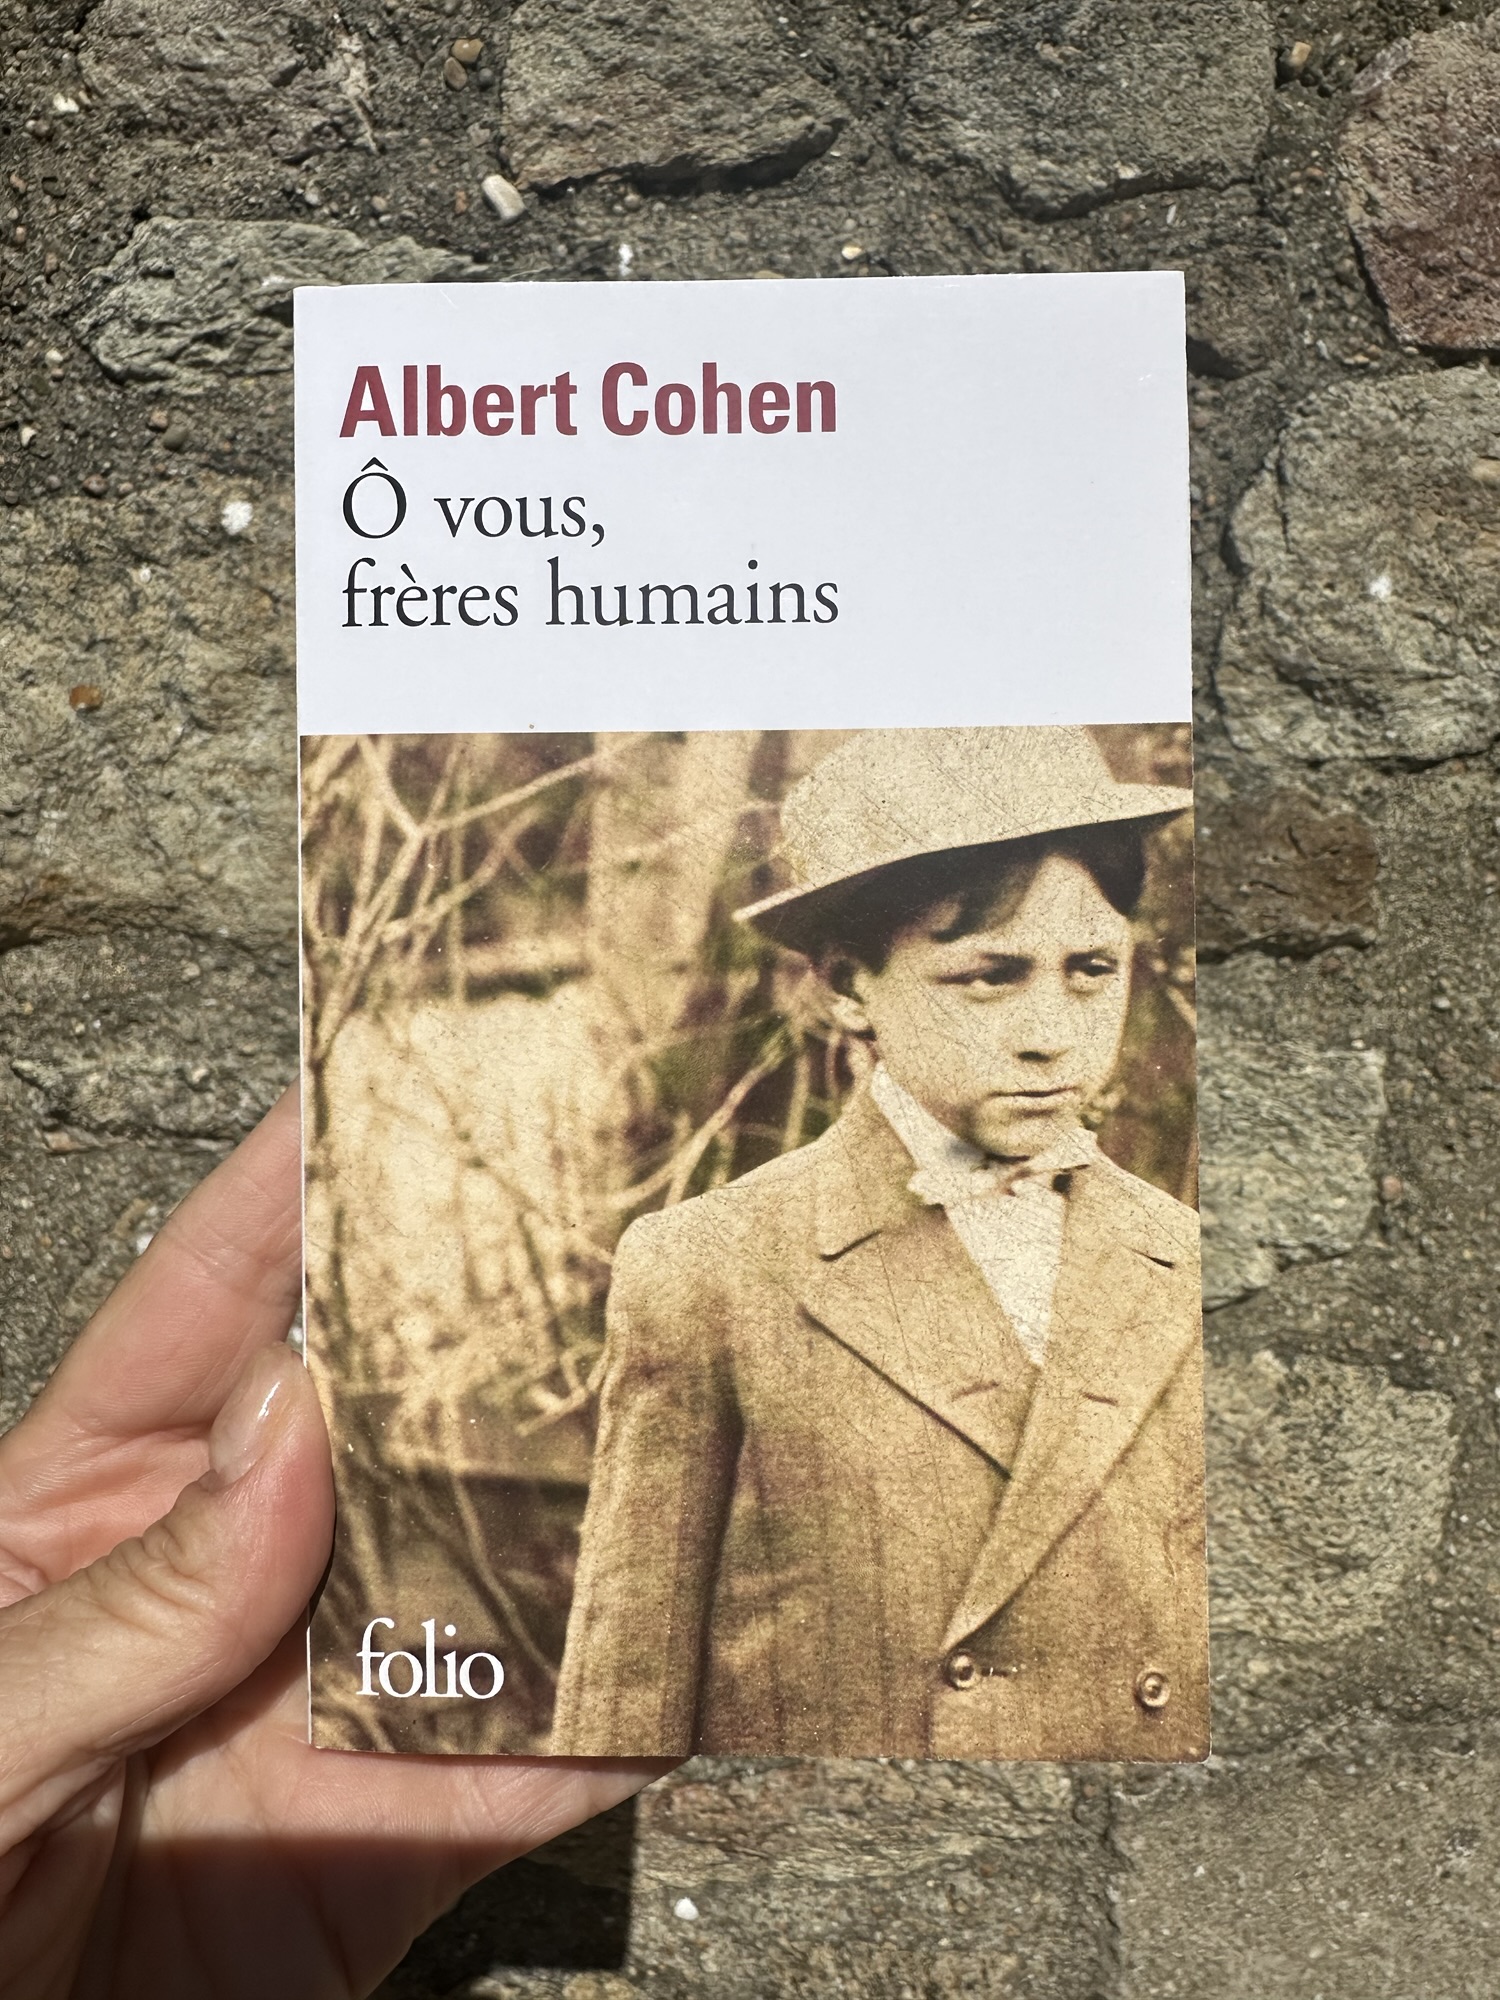 Albert Cohen
Ô vous,
frères humains
folio